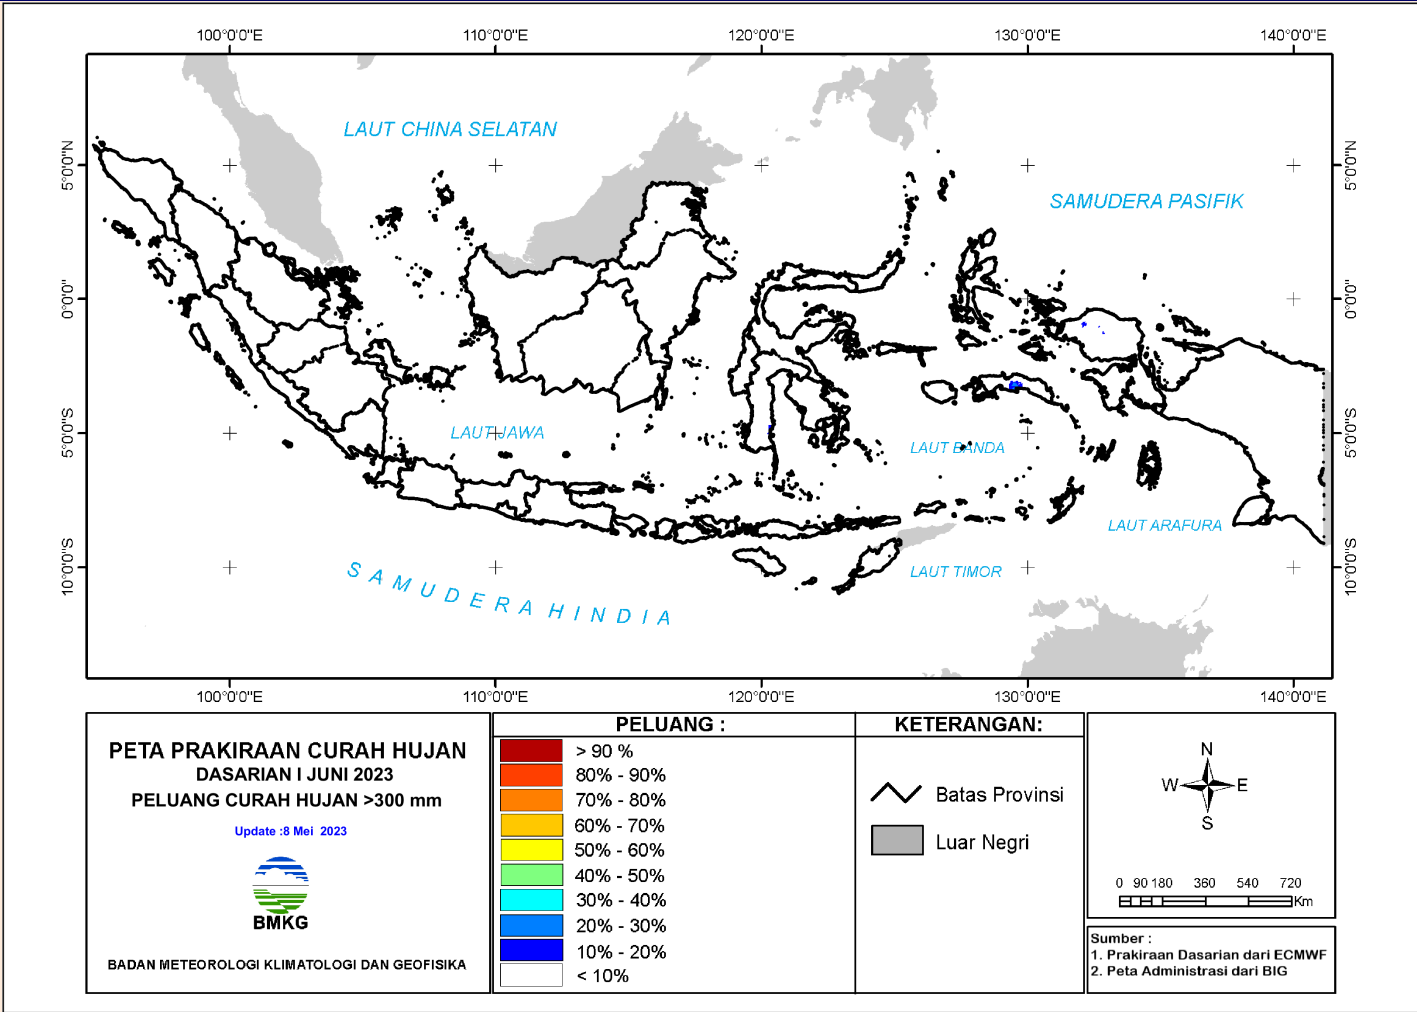 100°0'0"E 110°0'0"E 120°0'0"E 130°0'0"E 140°0'0"E
LAUT CHINA SELATAN
5°0'0"N 5°0'0"N
SAMUDERA PASIFIK
0°0'0" 0°0'0"
5°0'0"S 5°0'0"S
LAUT JAWA
LAUT BANDA
LAUT ARAFURA
10°0'0"S 10°0'0"S
LAUT TIMOR
SAMUDERA HINDIA
100°0'0"E 110°0'0"E 120°0'0"E 130°0'0"E 140°0'0"E
PETA PRAKIRAAN CURAH HUJAN
DASARIAN I JUNI 2023
PELUANG CURAH HUJAN >300 mm
Update :8 Mei 2023
BMKG
BADAN METEOROLOGI KLIMATOLOGI DAN GEOFISIKA
PELUANG :
> 90 %
80% - 90%
70% - 80%
60% - 70%
50% - 60%
40% - 50%
30% - 40%
20% - 30%
10% - 20%
< 10%
KETERANGAN:
Batas Provinsi
Luar Negri
N
W E
S
0 90 180 360 540 720
Km
Sumber :
1. Prakiraan Dasarian dari ECMWF
2. Peta Administrasi dari BIG